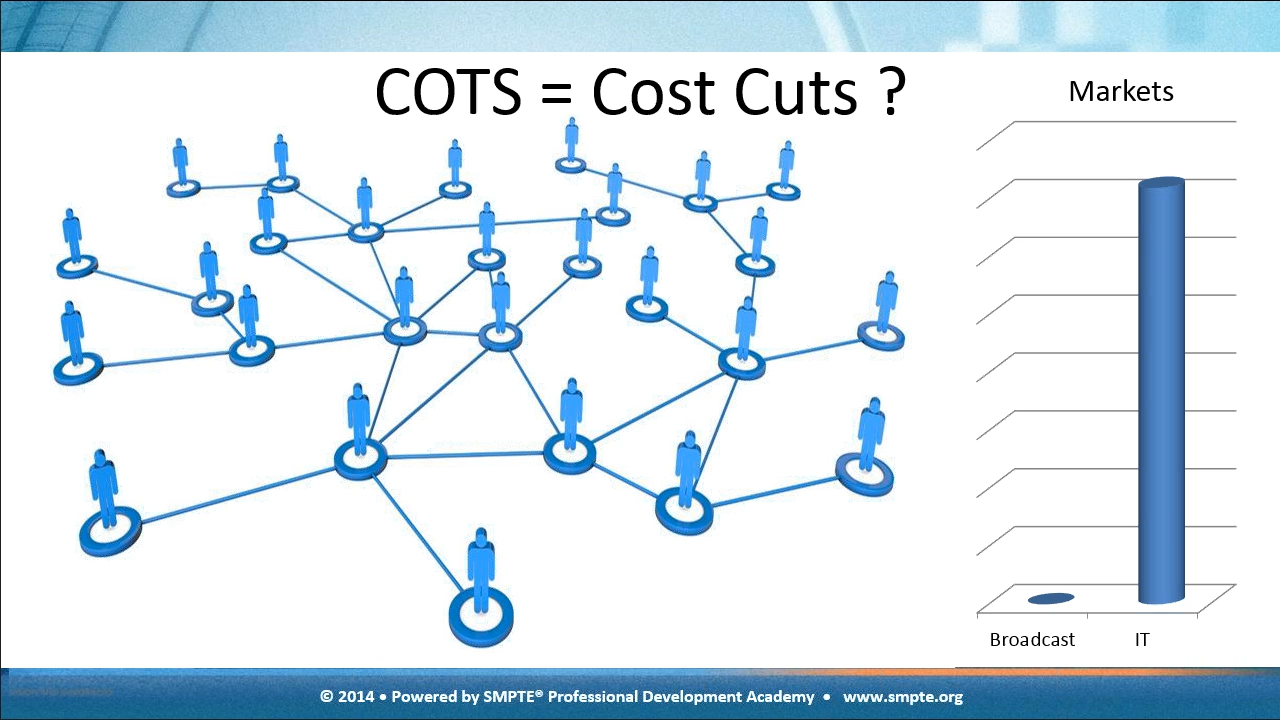 COTS = Cost Cuts ?
Markets
Broadcast
IT
© 2014 • Powered by SMPTE® Professional Development Academy • www.smpte.org